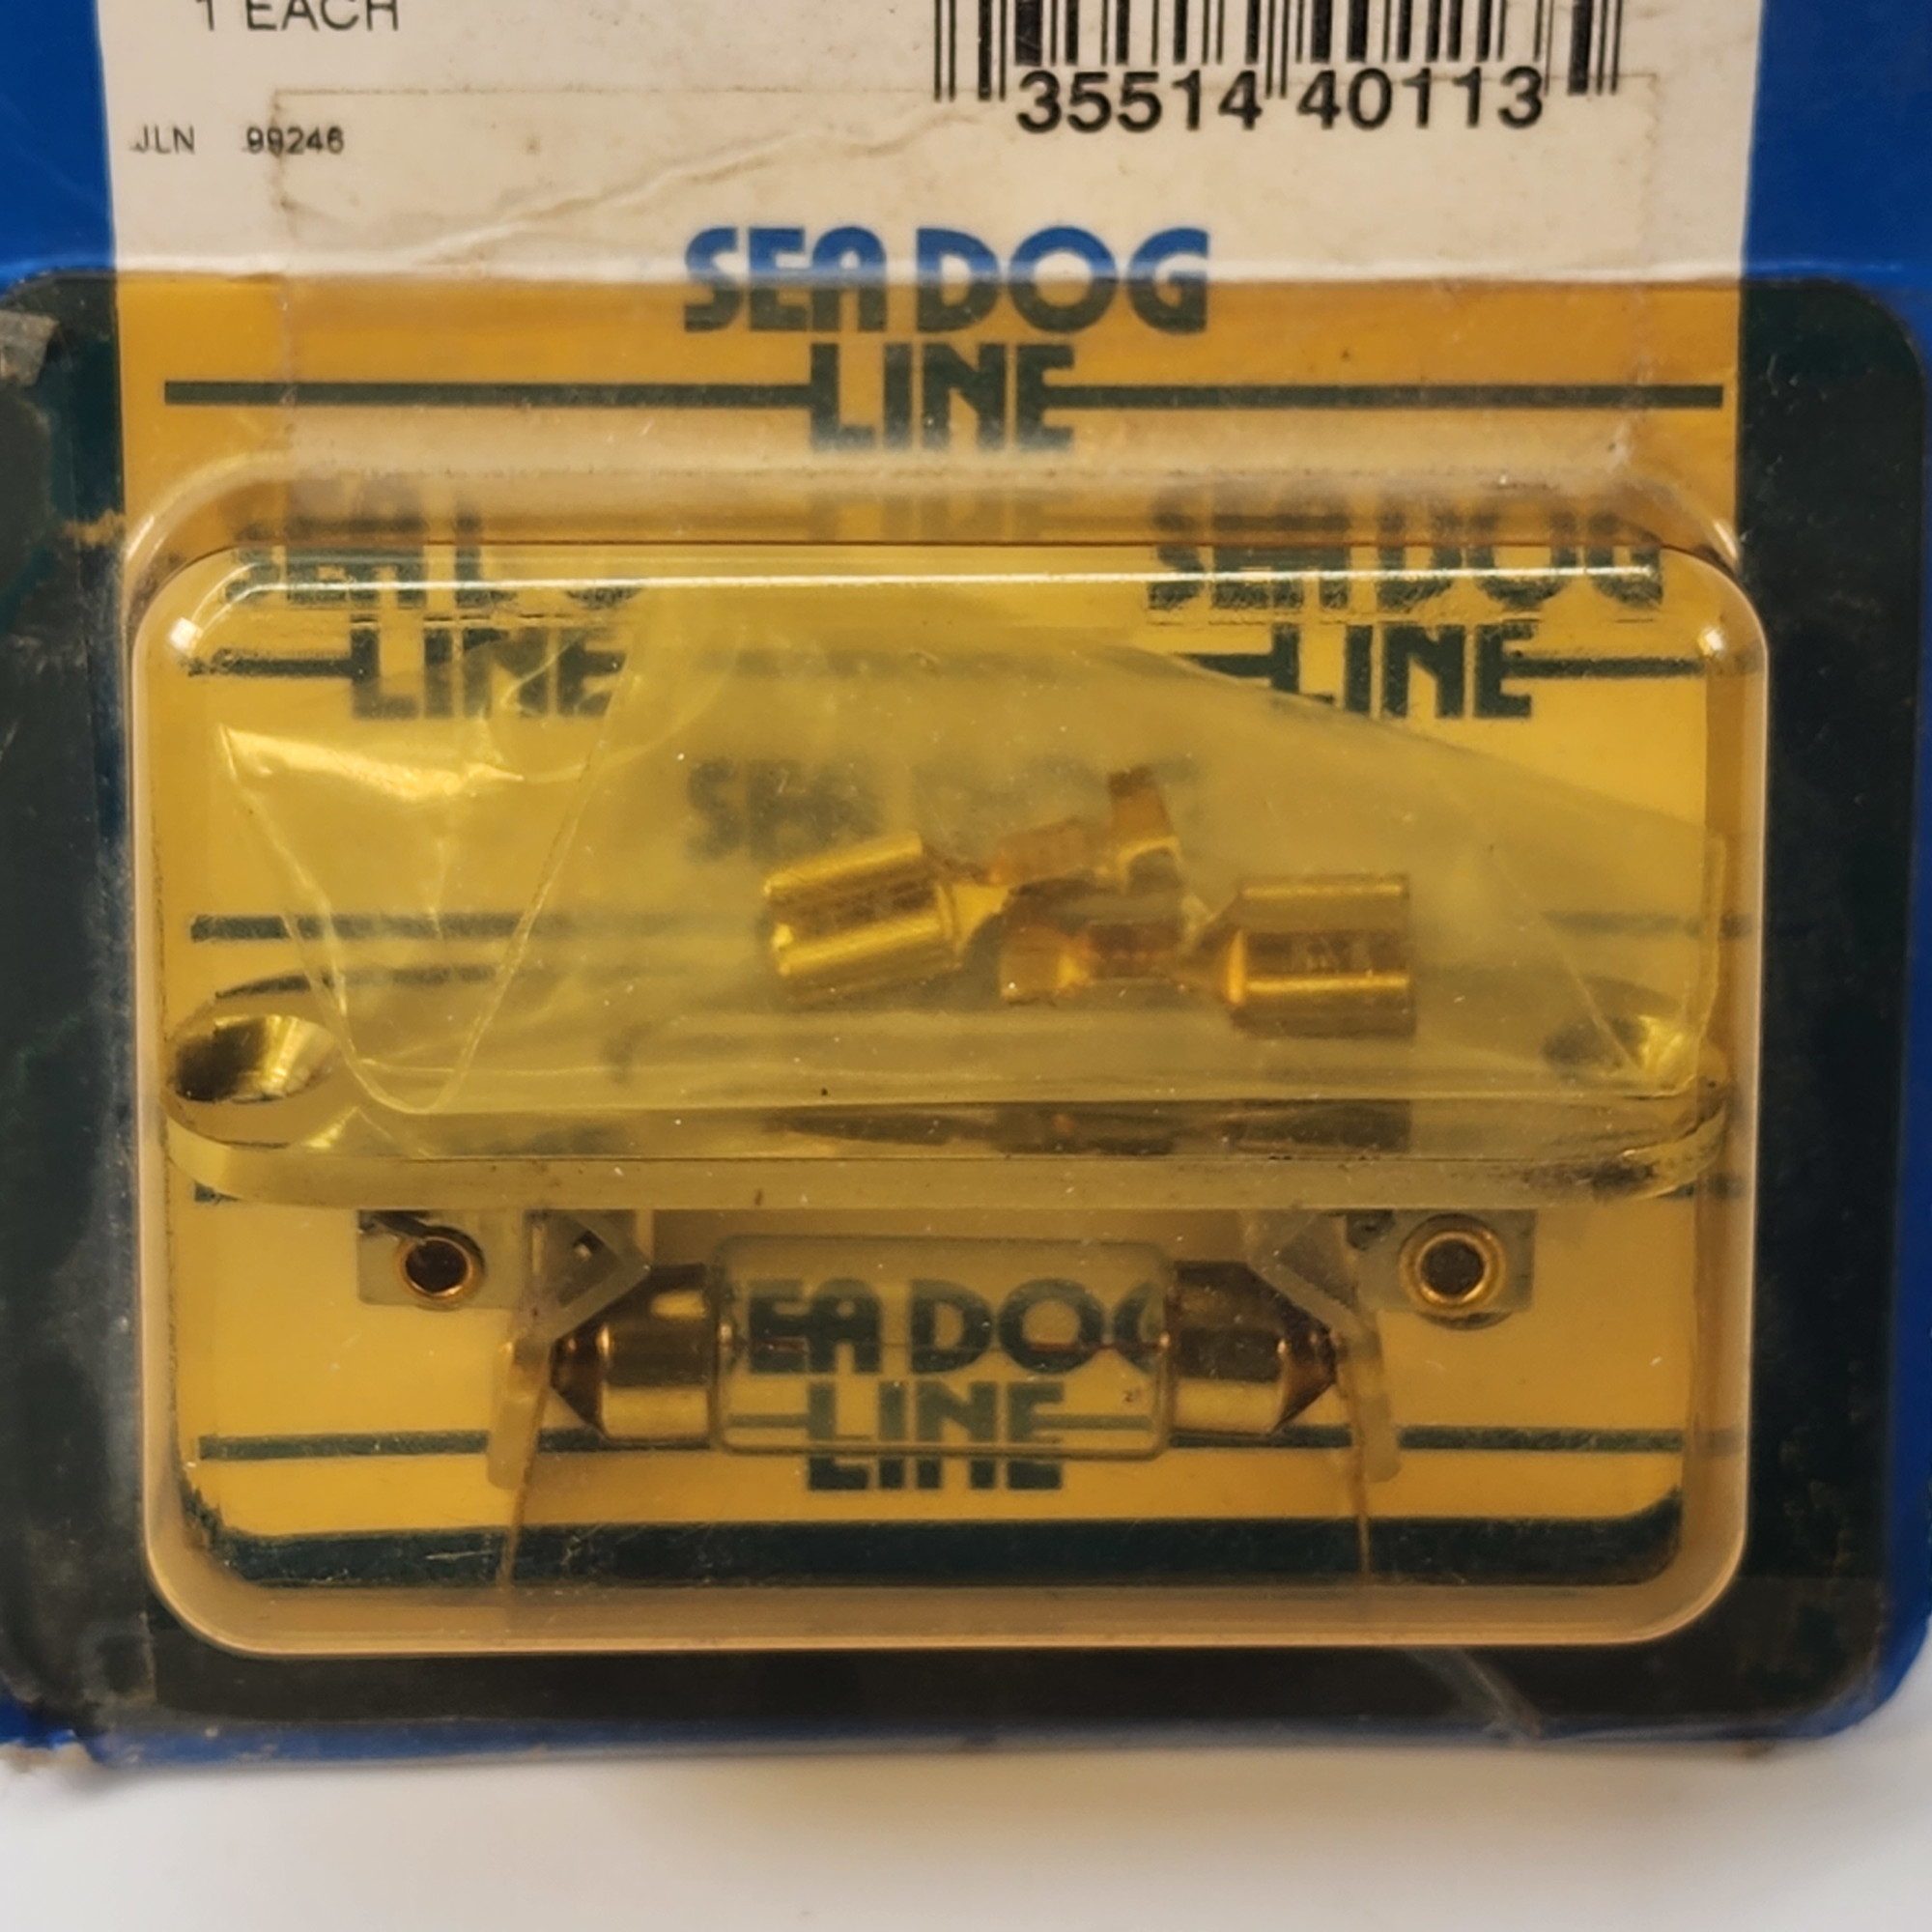 1 EACH
35514 40113
JLN 99246
SEA DOG
LINE
SEA DOG
LINE
LINE
SEA DOG
LINE